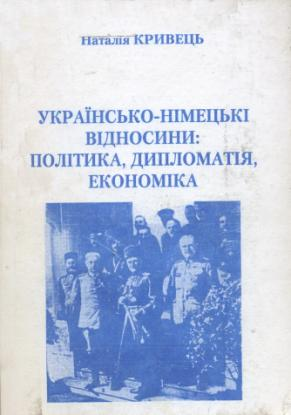 Наталія КРИВЕЦЬ
УКРАЇНСЬКО-НІМЕЦЬКІ
ВІДНОСИНИ:
ПОЛІТИКА, ДИПЛОМАТІЯ,
ЕКОНОМІКА